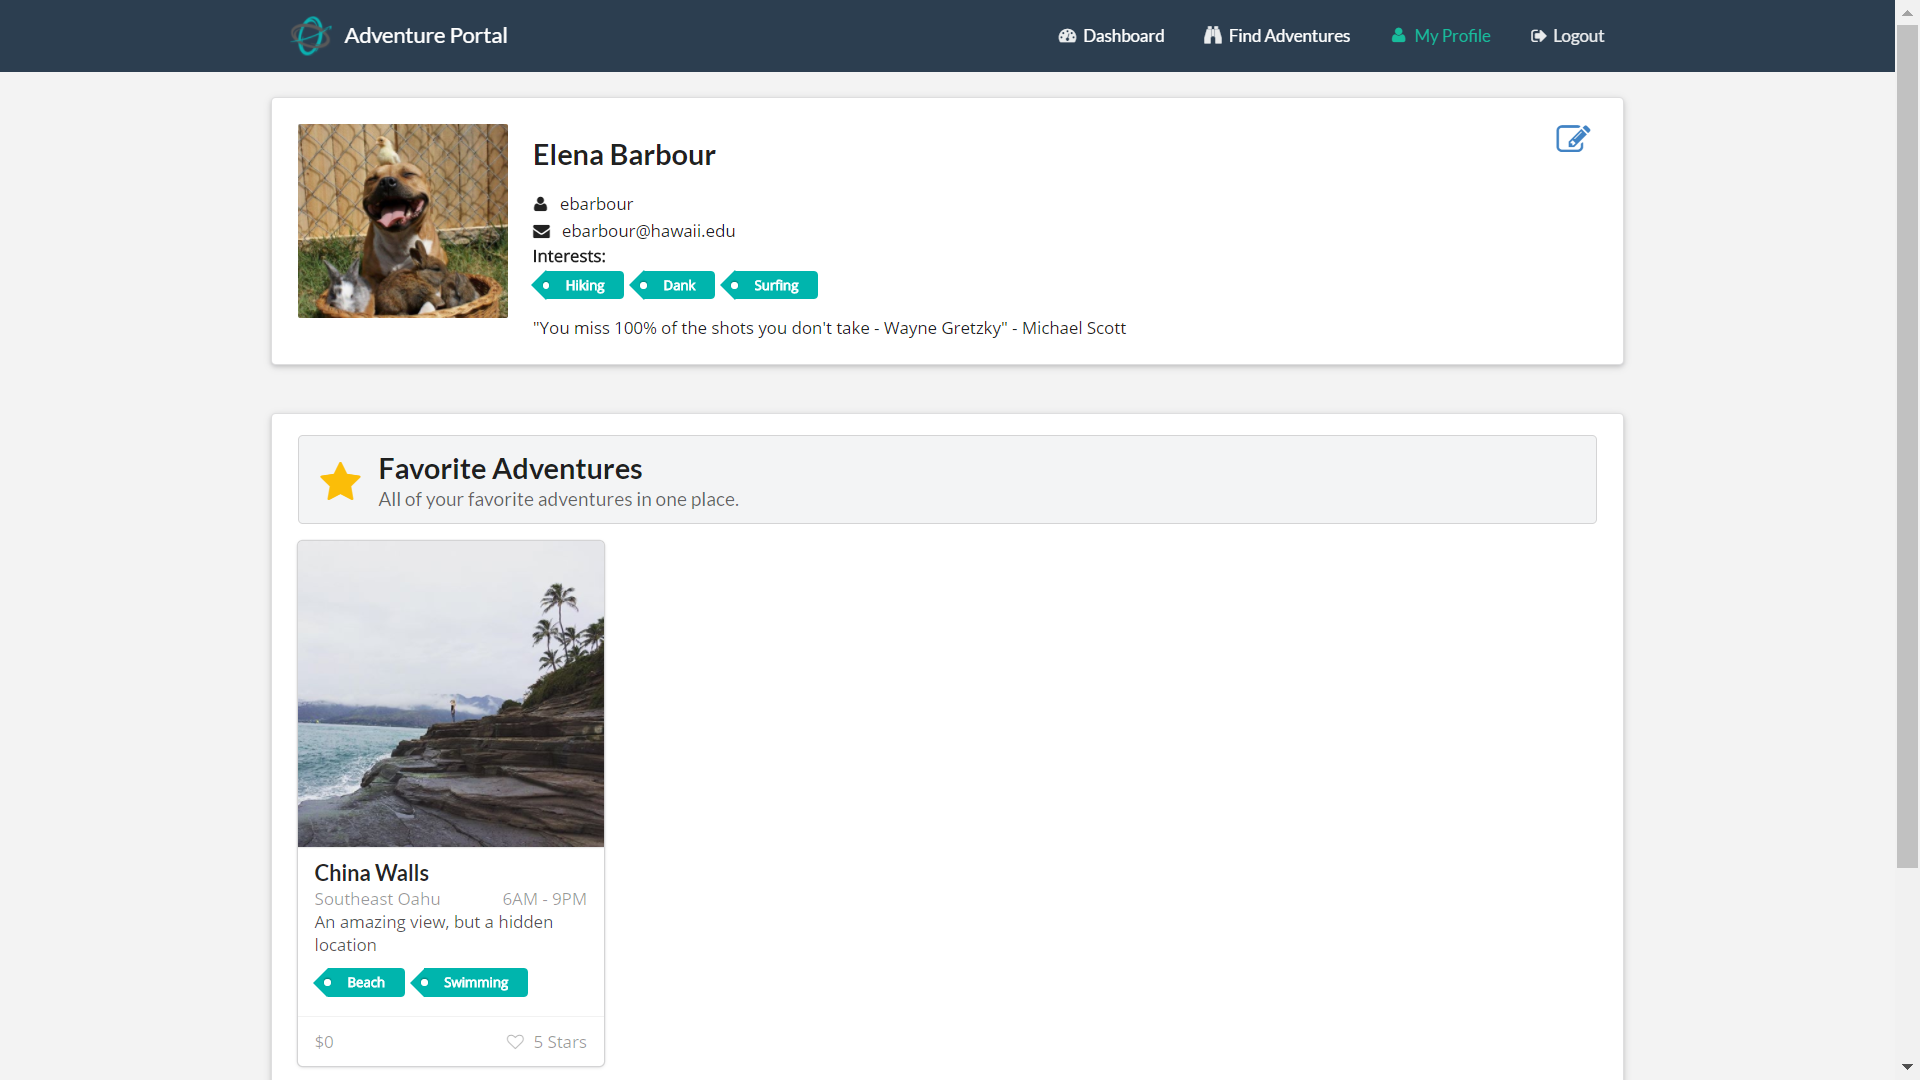 Adventure Portal
Dashboard
Find Adventures
My Profile
Logout
Elena Barbour
ebarbour
ebarbour@hawaii.edu
Interests:
Hiking
Dank
Surfing
"You miss 100% of the shots you don't take - Wayne Gretzky" - Michael Scott
Favorite Adventures
All of your favorite adventures in one place.
China Walls
Southeast Oahu
6AM - 9PM
An amazing view, but a hidden
location
Beach
Swimming
$0
5 Stars